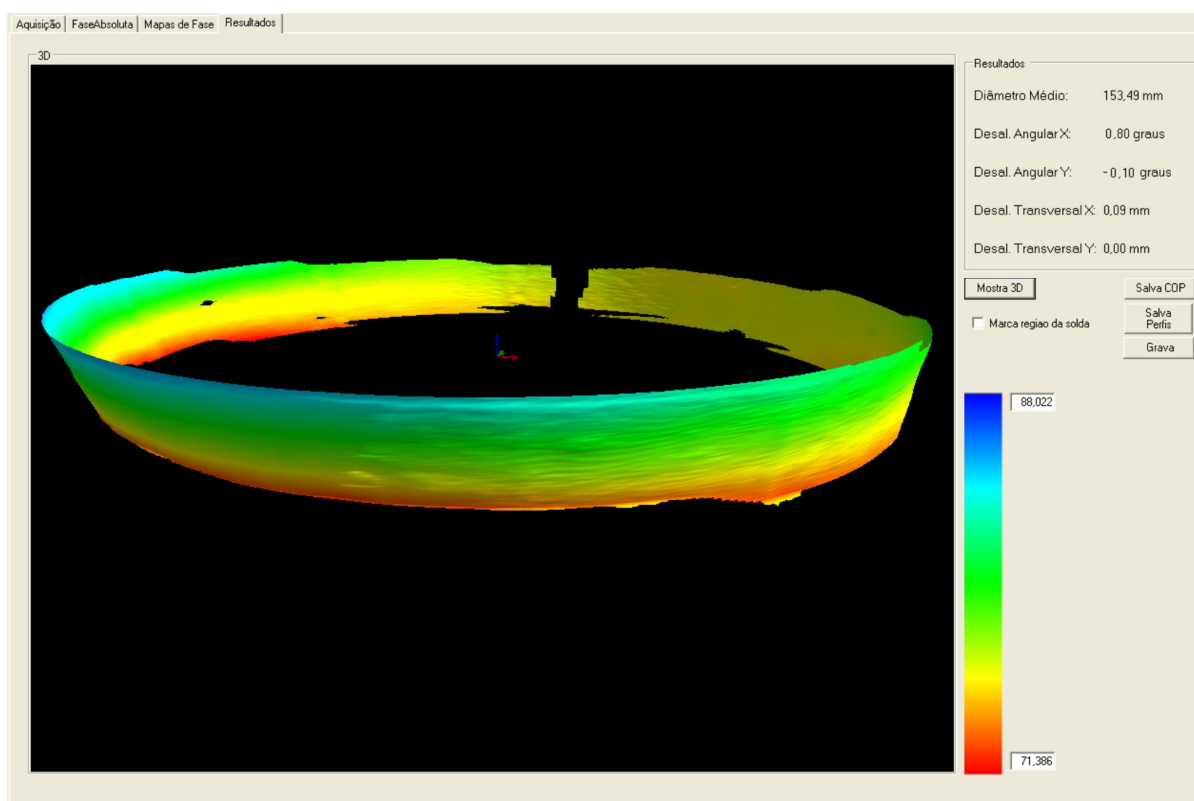 Aquisição FaseAbsoluta Mapas de Fase Resultados
3D
Resultados
Diâmetro Médio: 153,49 mm
Desal. Angular X: 0,80 graus
Desal. Angular Y: -0,10 graus
Desal. Transversal X: 0,09 mm
Desal. Transversal Y: 0,00 mm
Mostra 3D Salva COP
Marca regiao da solda Salva
Perfis
Grava
88,022
71,386